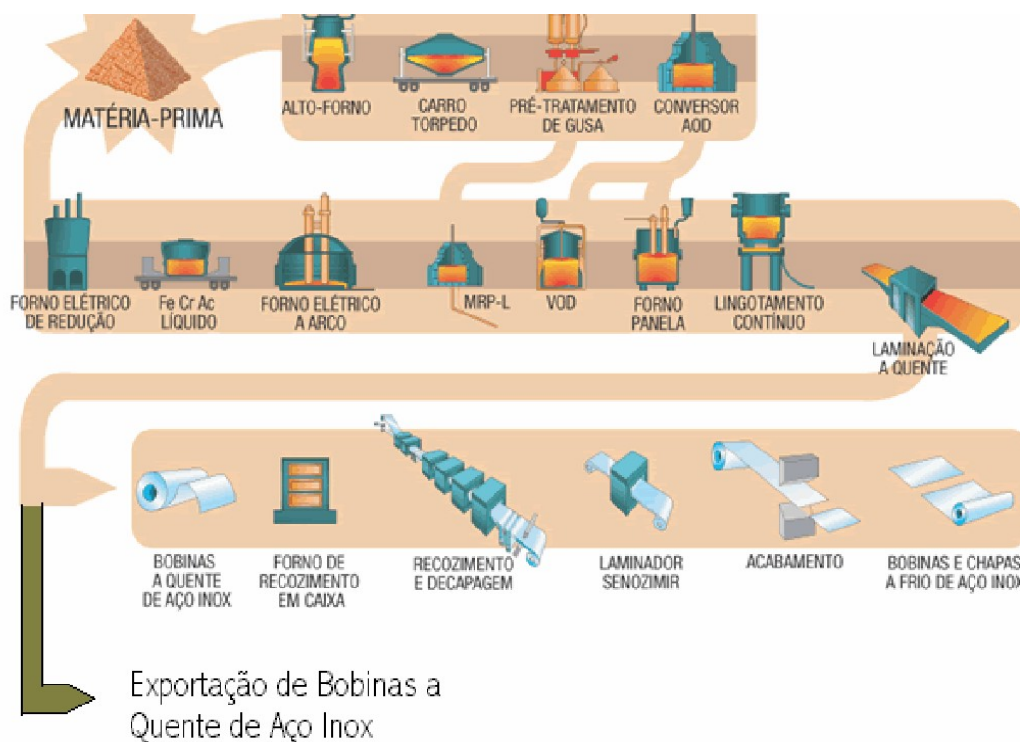 MATÉRIA-PRIMA
ALTO-FORNO
CARRO
TORPEDO
PRÉ-TRATAMENTO
DE GUSA
CONVERSOR
AOD
FORNO ELÉTRICO
DE REDUÇÃO
Fe Cr Ac
LÍQUIDO
FORNO ELÉTRICO
A ARCO
MRP-L
VOD
FORNO
PANELA
LINGOTAMENTO
CONTÍNUO
LAMINAÇÃO
A QUENTE
BOBINAS
A QUENTE
DE AÇO INOX
FORNO DE
RECOZIMENTO
EM CAIXA
RECOZIMENTO
E DECAPAGEM
LAMINADOR
SENOZIMIR
ACABAMENTO
BOBINAS E CHAPAS
A FRIO DE AÇO INOX
Exportação de Bobinas a
Quente de Aço Inox